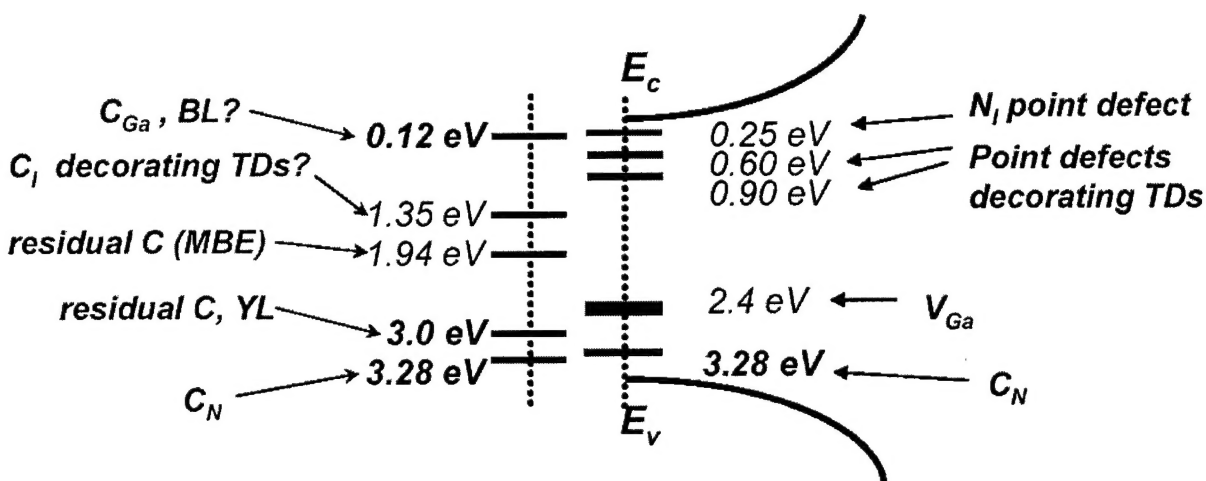 E_c
C_Ga , BL?
0.12 eV
C_I decorating TDs?
1.35 eV
residual C (MBE)
1.94 eV
residual C, YL
3.0 eV
3.28 eV
C_N
N_I point defect
0.25 eV
0.60 eV
Point defects
decorating TDs
0.90 eV
2.4 eV
V_Ga
3.28 eV
C_N
E_v